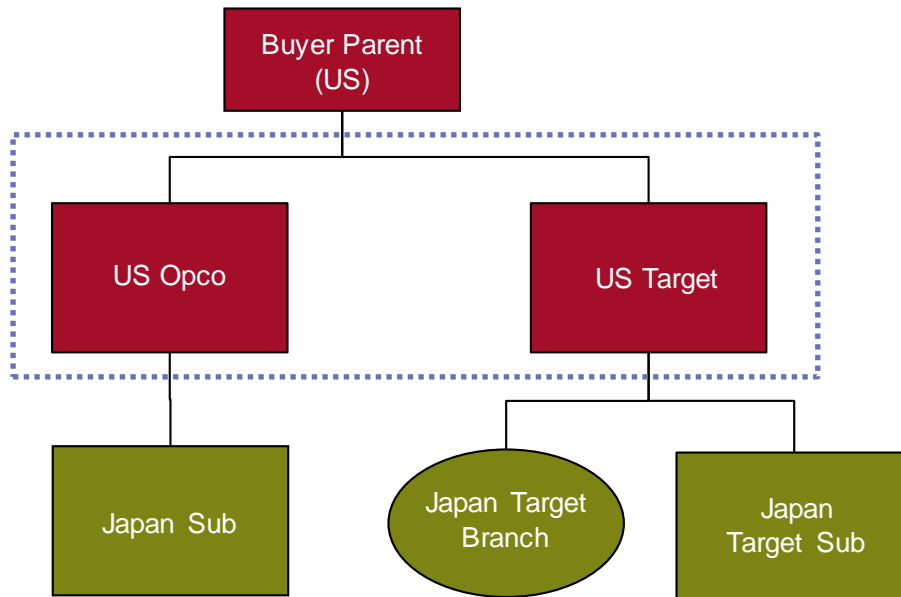 Buyer Parent
(US)
US Opco
US Target
Japan Sub
Japan Target
Branch
Japan
Target Sub